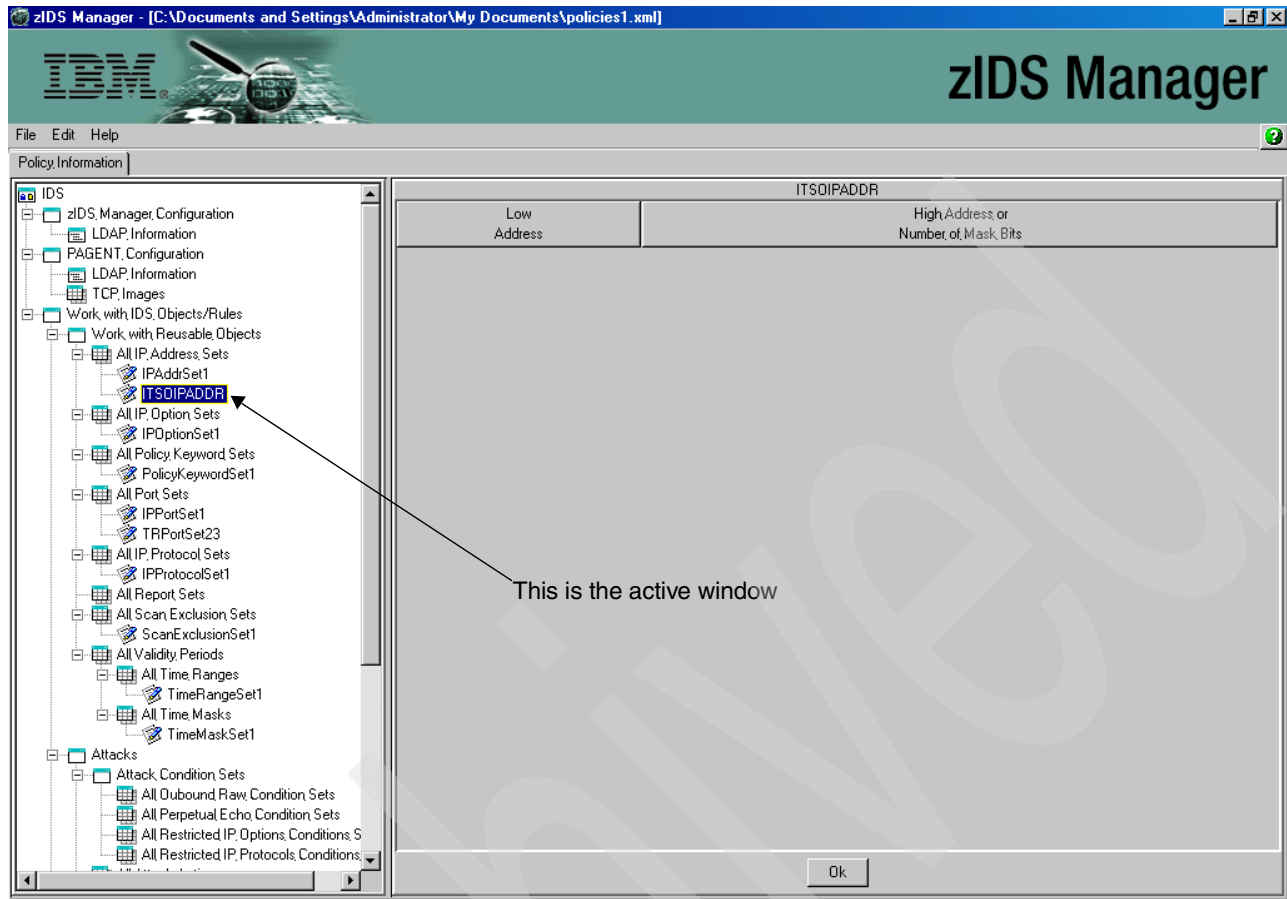 zIDS Manager - [C:\Documents and Settings\Administrator\My Documents\policies1.xml]
IBM®
zIDS Manager
File Edit Help
Policy Information
IDS
zIDS Manager Configuration
LDAP Information
PAGENT Configuration
LDAP Information
TCP Images
Work with IDS Objects/Rules
Work with Reusable Objects
All IP Address Sets
IPAddrSet1
ITSOIPADDR
All IP Option Sets
IPOptionSet1
All Policy Keyword Sets
PolicyKeywordSet1
All Port Sets
IPPortSet1
TRPortSet23
All IP Protocol Sets
IPProtocolSet1
All Report Sets
All Scan Exclusion Sets
ScanExclusionSet1
All Validity Periods
All Time Ranges
TimeRangeSet1
All Time Masks
TimeMaskSet1
Attacks
Attack Condition Sets
All Oubound Raw Condition Sets
All Perpetual Echo Condition Sets
All Restricted IP Options Conditions S
All Restricted IP Protocols Conditions
ITSOIPADDR
Low
Address
High Address or
Number of Mask Bits
This is the active window
Ok